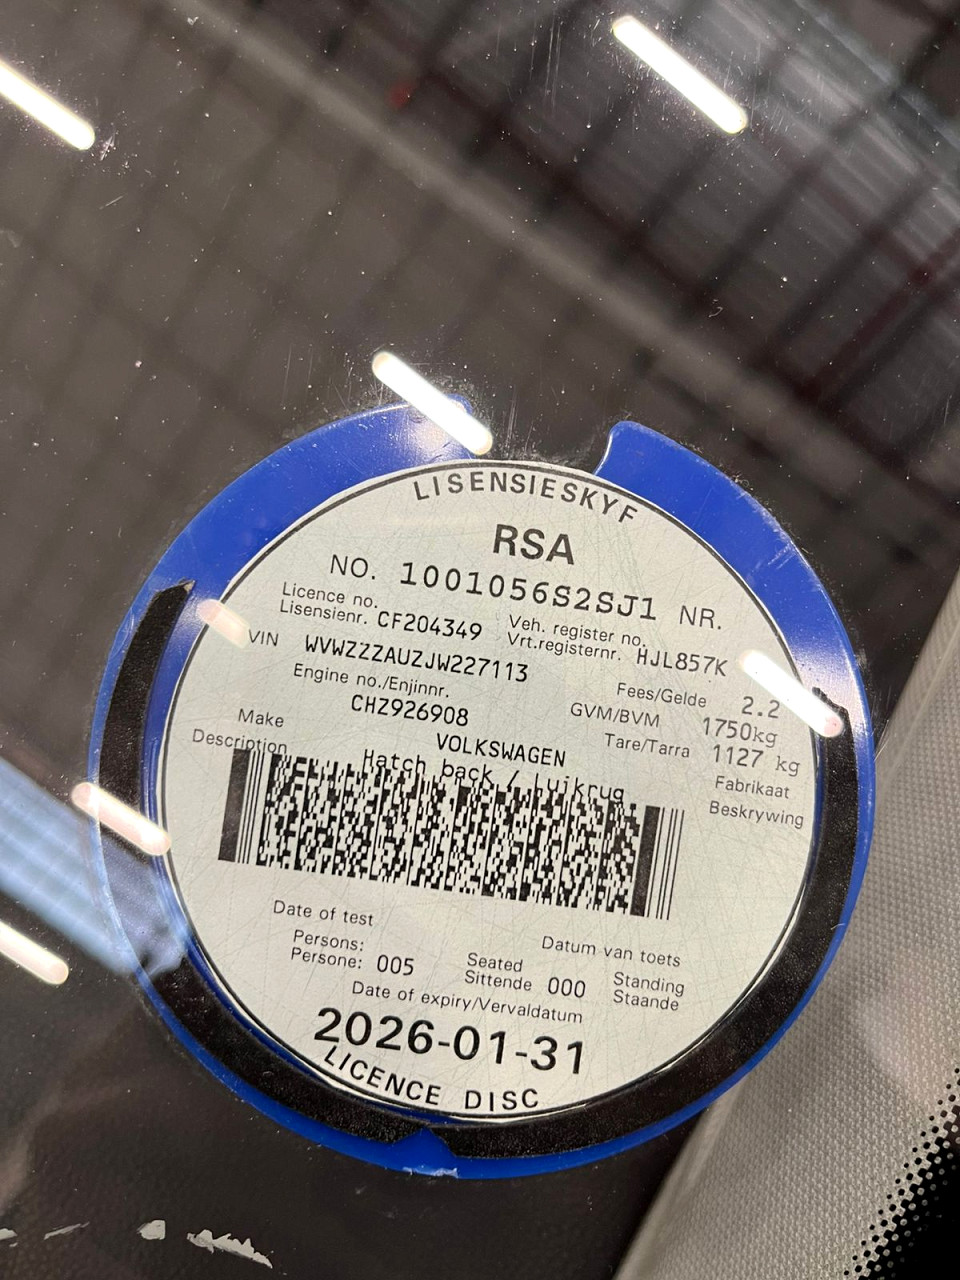 LISENSIESKYF
RSA
NO. 1001056S2SJ1 NR.
Licence no. Lisensienr. CF204349 Veh. register no. Vrt.registernr. HJL857K
VIN WVWZZZAUZJW227113 Fees/Gelde 2.2
Engine no./Enjinnr. CHZ926908 GVM/BVM 1750kg
Tare/Tarra 1127 kg
Make VOLKSWAGEN Fabrikaat
Description Hatch back / Luikrug Beskrywing
Date of test Datum van toets
Persons: Persone: 005 Seated Sittende 000 Standing Staande
Date of expiry/Vervaldatum
2026-01-31
LICENCE DISC